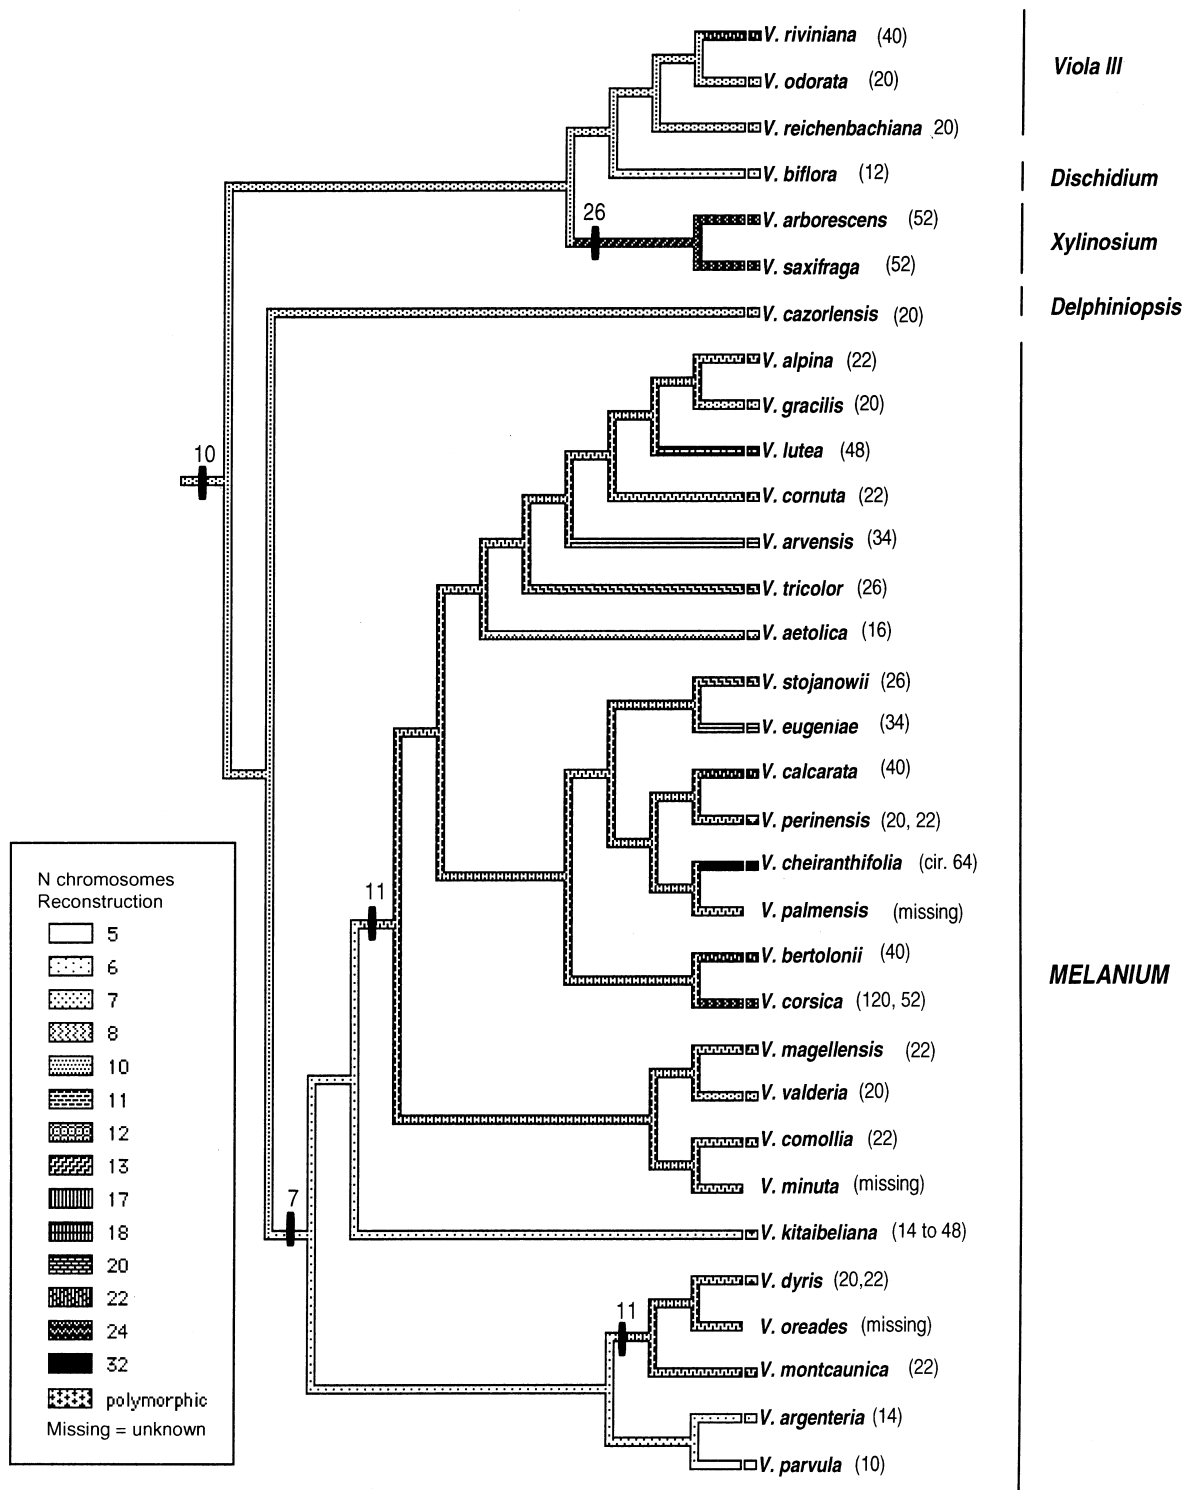 V. riviniana (40)
V. odorata (20)
V. reichenbachiana 20)
Viola III
V. biflora (12)
Dischidium
26
V. arborescens (52)
V. saxifraga (52)
Xylinosium
V. cazorlensis (20)
Delphiniopsis
V. alpina (22)
V. gracilis (20)
V. lutea (48)
10
V. cornuta (22)
V. arvensis (34)
V. tricolor (26)
V. aetolica (16)
V. stojanowii (26)
V. eugeniae (34)
V. calcarata (40)
V. perinensis (20, 22)
V. cheiranthifolia (cir. 64)
11
V. palmensis (missing)
V. bertolonii (40)
V. corsica (120, 52)
MELANIUM
V. magellensis (22)
V. valderia (20)
V. comollia (22)
V. minuta (missing)
7
V. kitaibeliana (14 to 48)
V. dyris (20,22)
11
V. oreades (missing)
V. montcaunica (22)
V. argenteria (14)
V. parvula (10)
N chromosomes
Reconstruction
5
6
7
8
10
11
12
13
17
18
20
22
24
32
polymorphic
Missing = unknown